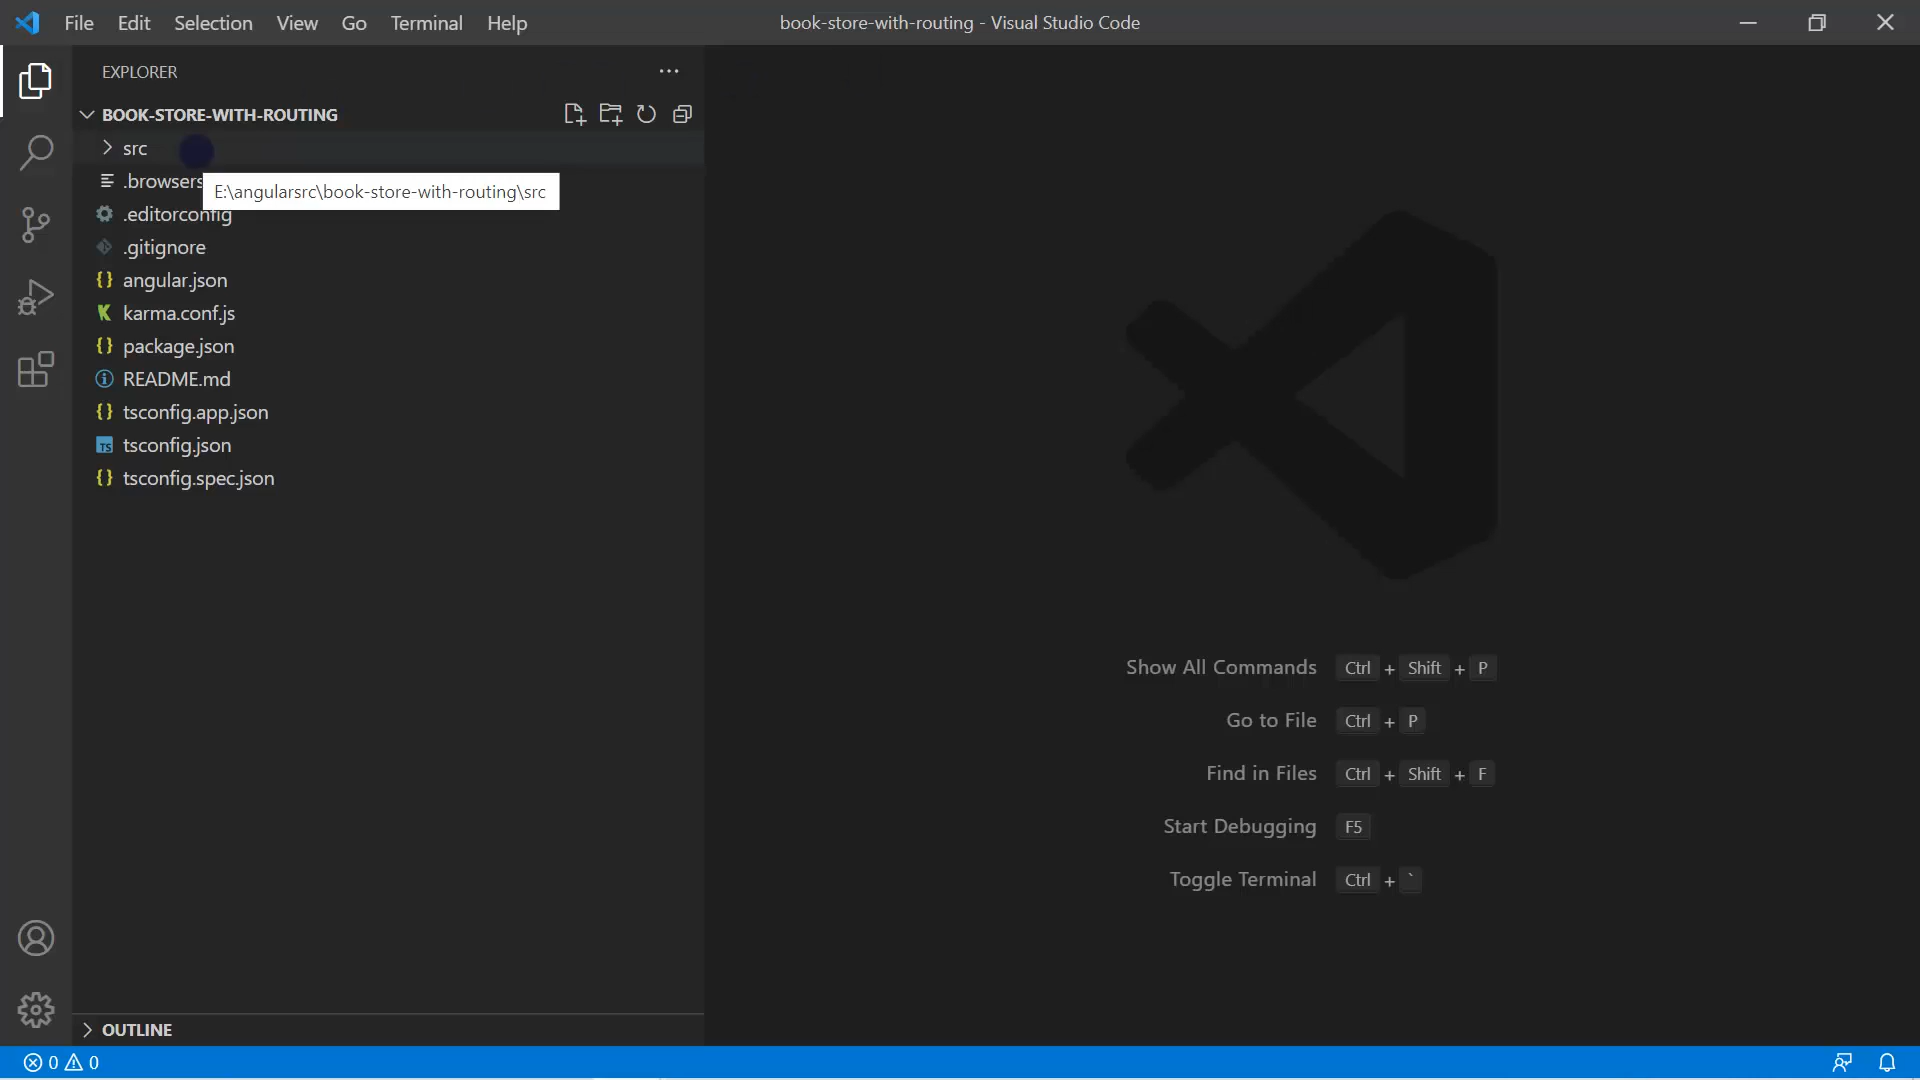 File Edit Selection View Go Terminal Help
book-store-with-routing - Visual Studio Code
EXPLORER
BOOK-STORE-WITH-ROUTING
src
.browsers
E:\angularsrc\book-store-with-routing\src
.editorconfig
.gitignore
angular.json
karma.conf.js
package.json
README.md
tsconfig.app.json
tsconfig.json
tsconfig.spec.json
Show All Commands Ctrl + Shift + P
Go to File Ctrl + P
Find in Files Ctrl + Shift + F
Start Debugging F5
Toggle Terminal Ctrl + `
OUTLINE
0 0